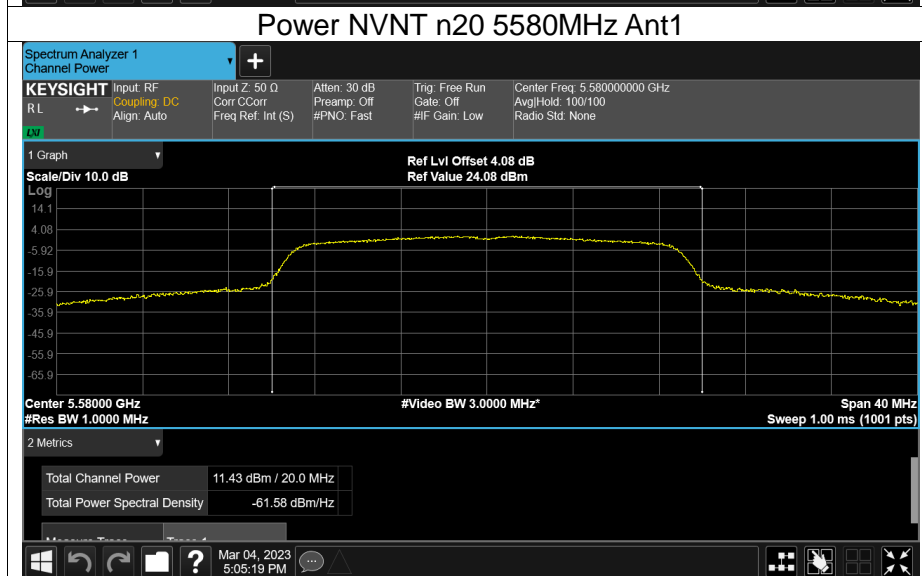 Power NVNT n20 5580MHz Ant1
Spectrum Analyzer 1
Channel Power
+
KEYSIGHT Input: RF Input Z: 50 Ω Atten: 30 dB Trig: Free Run Center Freq: 5.580000000 GHz
RL Coupling: DC Corr CCorr Preamp: Off Gate: Off Avg|Hold: 100/100
Align: Auto Freq Ref: Int (S) #PNO: Fast #IF Gain: Low Radio Std: None
LXI
1 Graph Ref Lvl Offset 4.08 dB
Scale/Div 10.0 dB Ref Value 24.08 dBm
Log
14.1
4.08
-5.92
-15.9
-25.9
-35.9
-45.9
-55.9
-65.9
Center 5.58000 GHz #Video BW 3.0000 MHz* Span 40 MHz
#Res BW 1.0000 MHz Sweep 1.00 ms (1001 pts)
2 Metrics
Total Channel Power 11.43 dBm / 20.0 MHz
Total Power Spectral Density -61.58 dBm/Hz
? Mar 04, 2023
5:05:19 PM